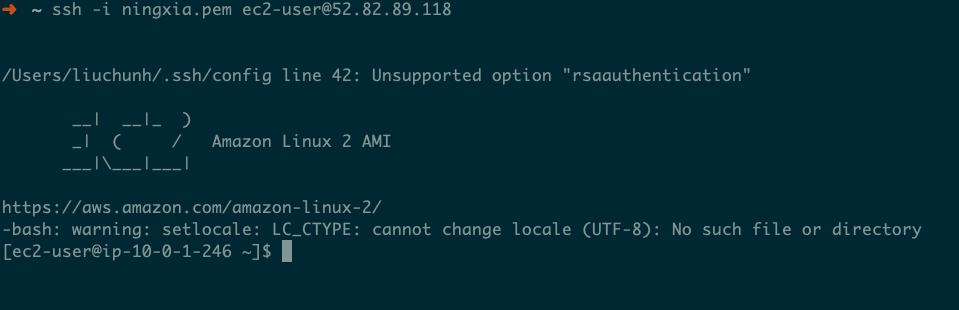 ➜ ~ ssh -i ningxia.pem ec2-user@52.82.89.118
/Users/liuchunh/.ssh/config line 42: Unsupported option "rsaauthentication"
       __|  __|_  )
       _|  (     /   Amazon Linux 2 AMI
      ___|\___|___|
https://aws.amazon.com/amazon-linux-2/
-bash: warning: setlocale: LC_CTYPE: cannot change locale (UTF-8): No such file or directory
[ec2-user@ip-10-0-1-246 ~]$